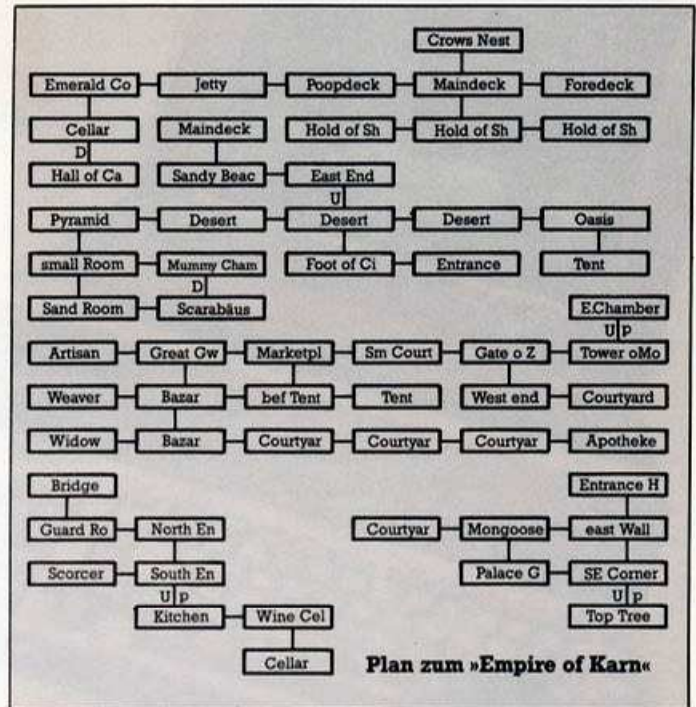 Crows Nest
Emerald Co Jetty Poopdeck Maindeck Foredeck
Cellar Maindeck Hold of Sh Hold of Sh Hold of Sh
D
Hall of Ca Sandy Beac East End
U
Pyramid Desert Desert Desert Oasis
small Room Mummy Cham Foot of Ci Entrance Tent
D
Sand Room Scarabäus E.Chamber
U p
Artisan Great Gw Marketpl Sm Court Gate o Z Tower oMo
Weaver Bazar bef Tent Tent West end Courtyard
Widow Bazar Courtyar Courtyar Courtyar Apotheke
Bridge Entrance H
Guard Ro North En Courtyar Mongoose east Wall
Scorcer South En Palace G SE Corner
U p U p
Kitchen Wine Cel Top Tree
Cellar Plan zum »Empire of Karn«